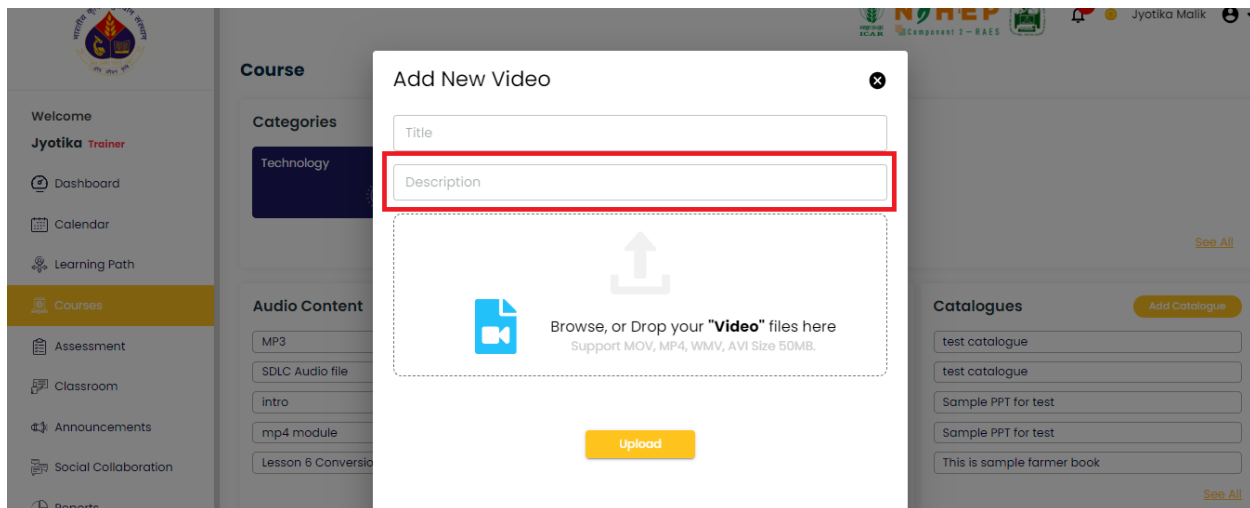 NAHEP
ICAR
Component 2 – RAES
Jyotika Malik
Course
Welcome
Jyotika Trainer
Dashboard
Calendar
Learning Path
Courses
Assessment
Classroom
Announcements
Social Collaboration
Reports
Categories
Technology
See All
Audio Content
MP3
SDLC Audio file
intro
mp4 module
Lesson 6 Conversio
Add New Video
Title
Description
Browse, or Drop your "Video" files here
Support MOV, MP4, WMV, AVI Size 50MB.
Upload
Catalogues
Add Catalogue
test catalogue
test catalogue
Sample PPT for test
Sample PPT for test
This is sample farmer book
See All